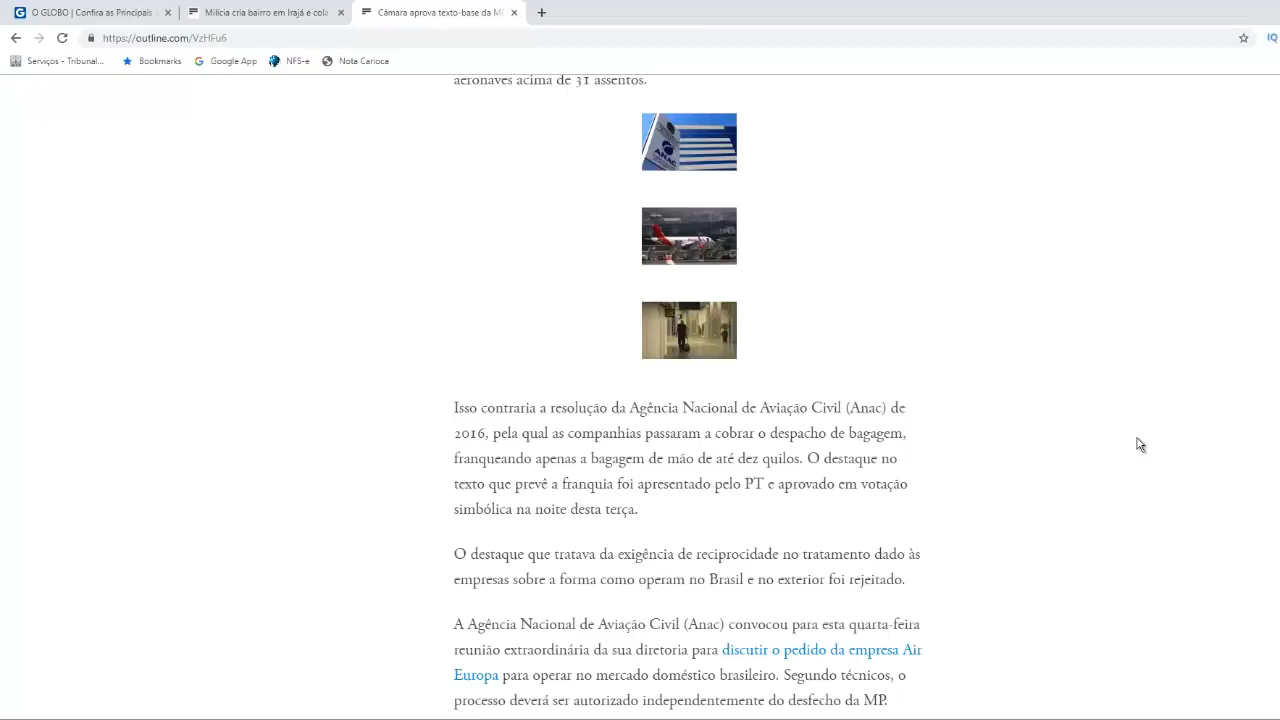 O GLOBO | Confira as Principais
Milícia cria bairro em Irajá e cola
Câmara aprova texto-base da M
https://outline.com/VzHFu6
IQ
Serviços - Tribunal...
Bookmarks
Google App
NFS-e
Nota Carioca
aeronaves acima de 31 assentos.
ANAC
Isso contraria a resolução da Agência Nacional de Aviação Civil (Anac) de
2016, pela qual as companhias passaram a cobrar o despacho de bagagem,
franqueando apenas a bagagem de mão de até dez quilos. O destaque no
texto que prevê a franquia foi apresentado pelo PT e aprovado em votação
simbólica na noite desta terça.
O destaque que tratava da exigência de reciprocidade no tratamento dado às
empresas sobre a forma como operam no Brasil e no exterior foi rejeitado.
A Agência Nacional de Aviação Civil (Anac) convocou para esta quarta-feira
reunião extraordinária da sua diretoria para discutir o pedido da empresa Air
Europa para operar no mercado doméstico brasileiro. Segundo técnicos, o
processo deverá ser autorizado independentemente do desfecho da MP.